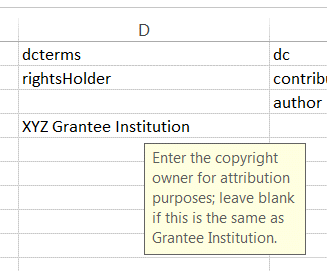 D
dcterms dc
rightsHolder contribu
author
XYZ Grantee Institution
Enter the copyright
owner for attribution
purposes; leave blank
if this is the same as
Grantee Institution.